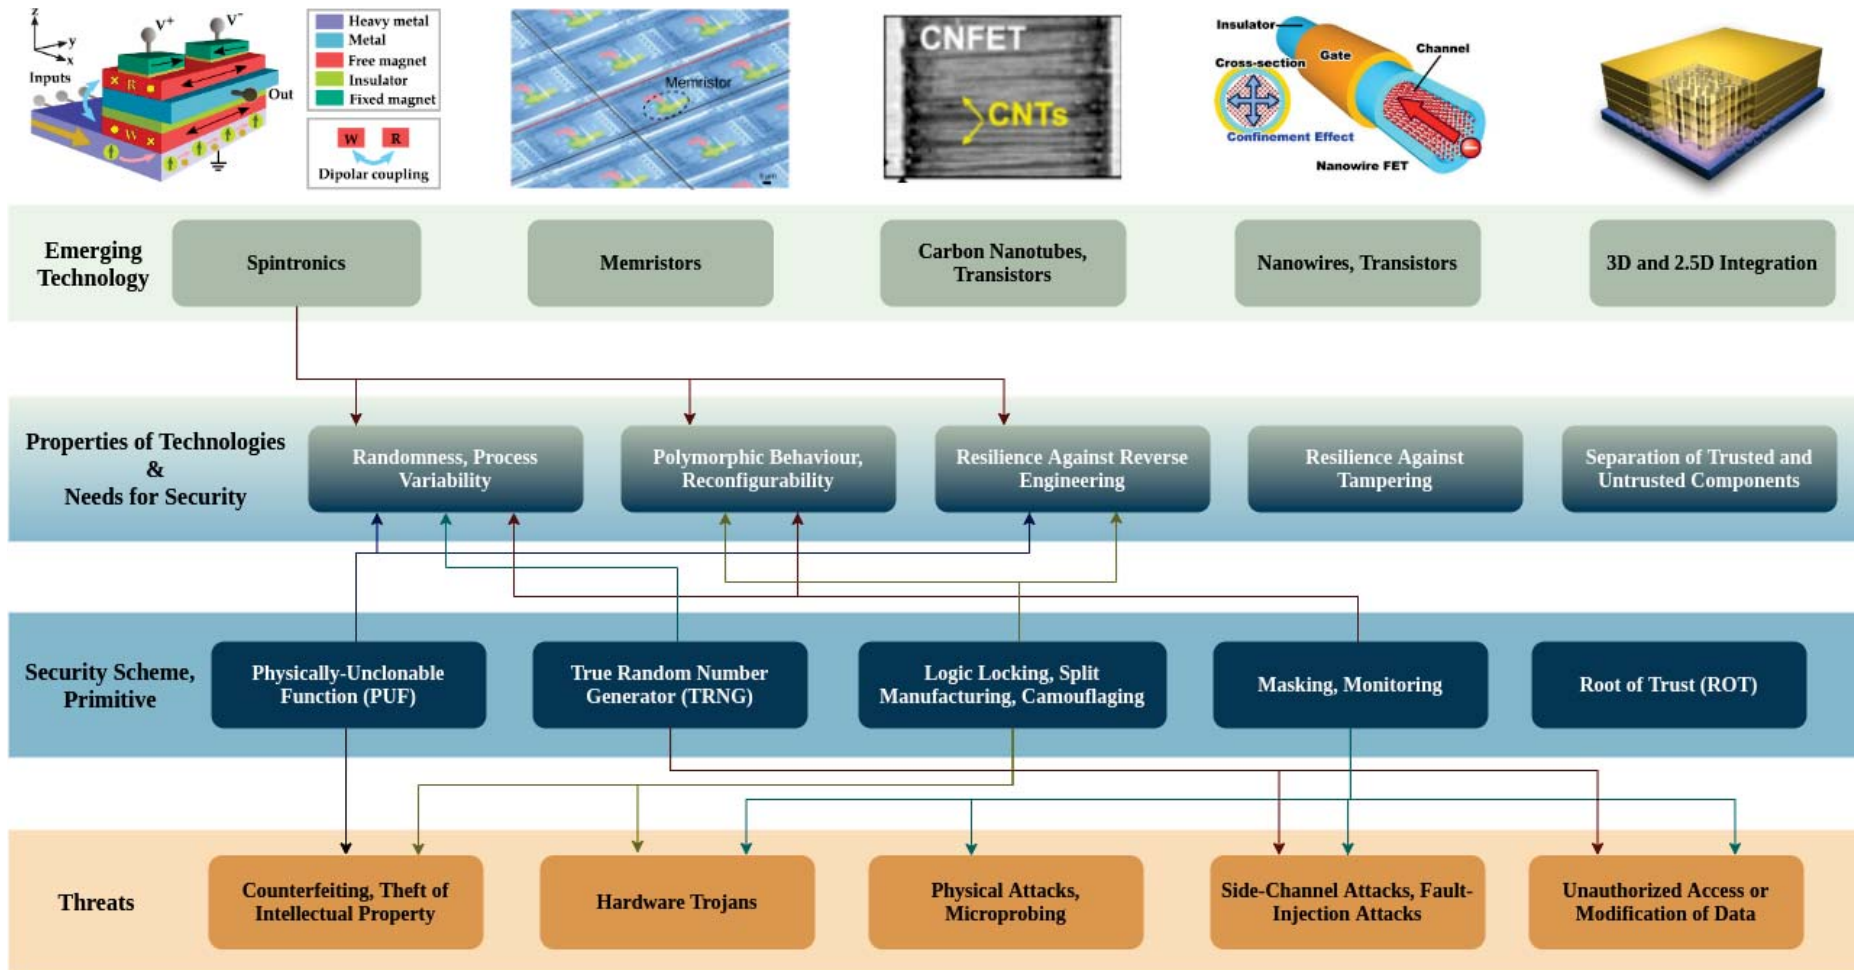 z
y
x
V+
V-
Inputs
R
W
Out
Heavy metal
Metal
Free magnet
Insulator
Fixed magnet
W R
Dipolar coupling
Memristor
CNFET
CNTs
Insulator
Gate
Channel
Cross-section
Confinement Effect
Nanowire FET
Emerging
Technology
Spintronics
Memristors
Carbon Nanotubes,
Transistors
Nanowires, Transistors
3D and 2.5D Integration
Properties of Technologies
&
Needs for Security
Randomness, Process
Variability
Polymorphic Behaviour,
Reconfigurability
Resilience Against Reverse
Engineering
Resilience Against
Tampering
Separation of Trusted and
Untrusted Components
Security Scheme,
Primitive
Physically-Unclonable
Function (PUF)
True Random Number
Generator (TRNG)
Logic Locking, Split
Manufacturing, Camouflaging
Masking, Monitoring
Root of Trust (ROT)
Threats
Counterfeiting, Theft of
Intellectual Property
Hardware Trojans
Physical Attacks,
Microprobing
Side-Channel Attacks, Fault-
Injection Attacks
Unauthorized Access or
Modification of Data